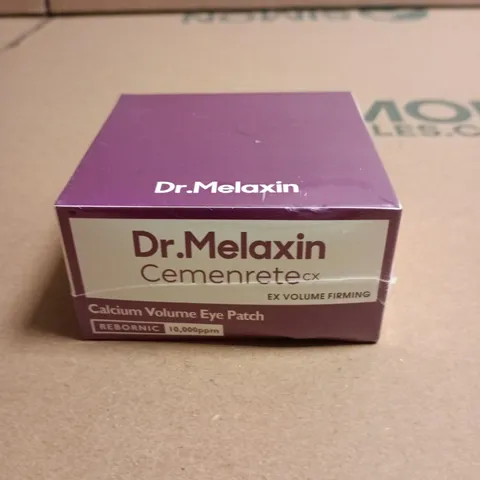 Dr.Melaxin
Dr.Melaxin
Cemenrete CX
EX VOLUME FIRMING
Calcium Volume Eye Patch
REBORNIC 10,000ppm